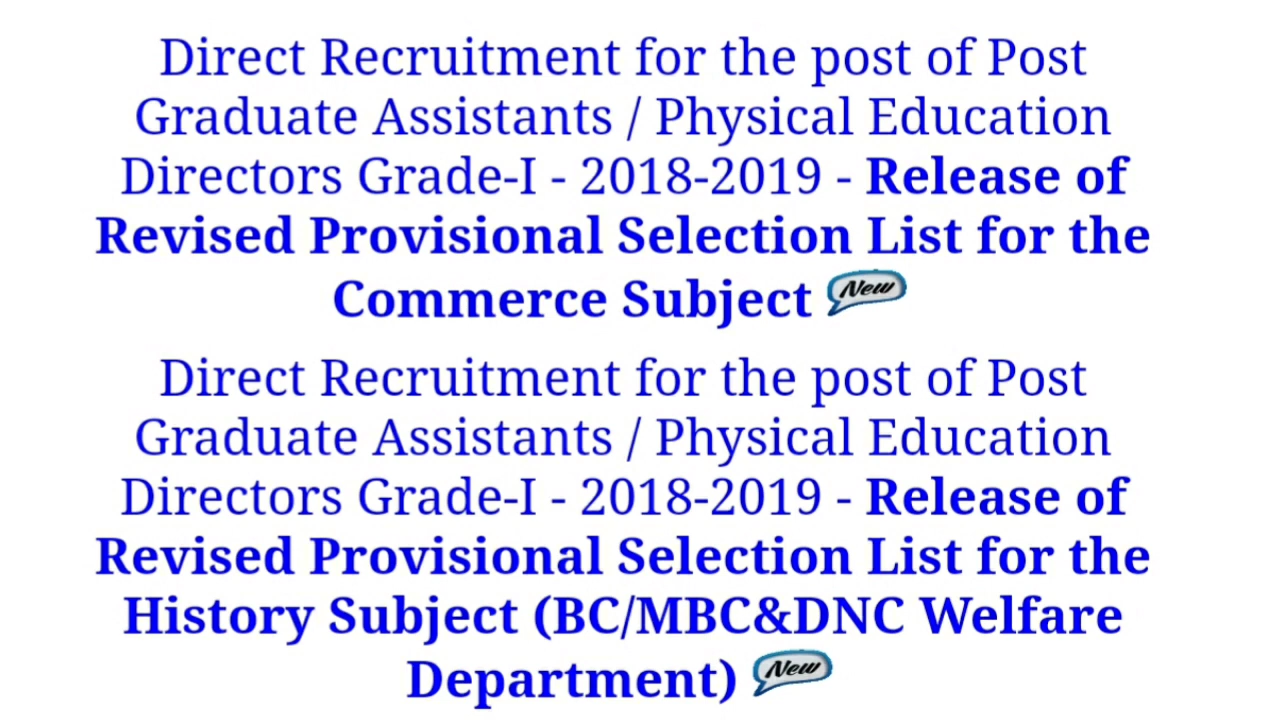 Direct Recruitment for the post of Post
Graduate Assistants / Physical Education
Directors Grade-I - 2018-2019 - Release of
Revised Provisional Selection List for the
Commerce Subject New
Direct Recruitment for the post of Post
Graduate Assistants / Physical Education
Directors Grade-I - 2018-2019 - Release of
Revised Provisional Selection List for the
History Subject (BC/MBC&DNC Welfare
Department) New